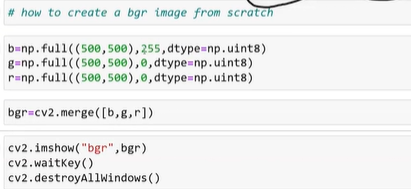 # how to create a bgr image from scratch
b=np.full((500,500),255,dtype=np.uint8)
g=np.full((500,500),0,dtype=np.uint8)
r=np.full((500,500),0,dtype=np.uint8)
bgr=cv2.merge([b,g,r])
cv2.imshow("bgr",bgr)
cv2.waitKey()
cv2.destroyAllWindows()